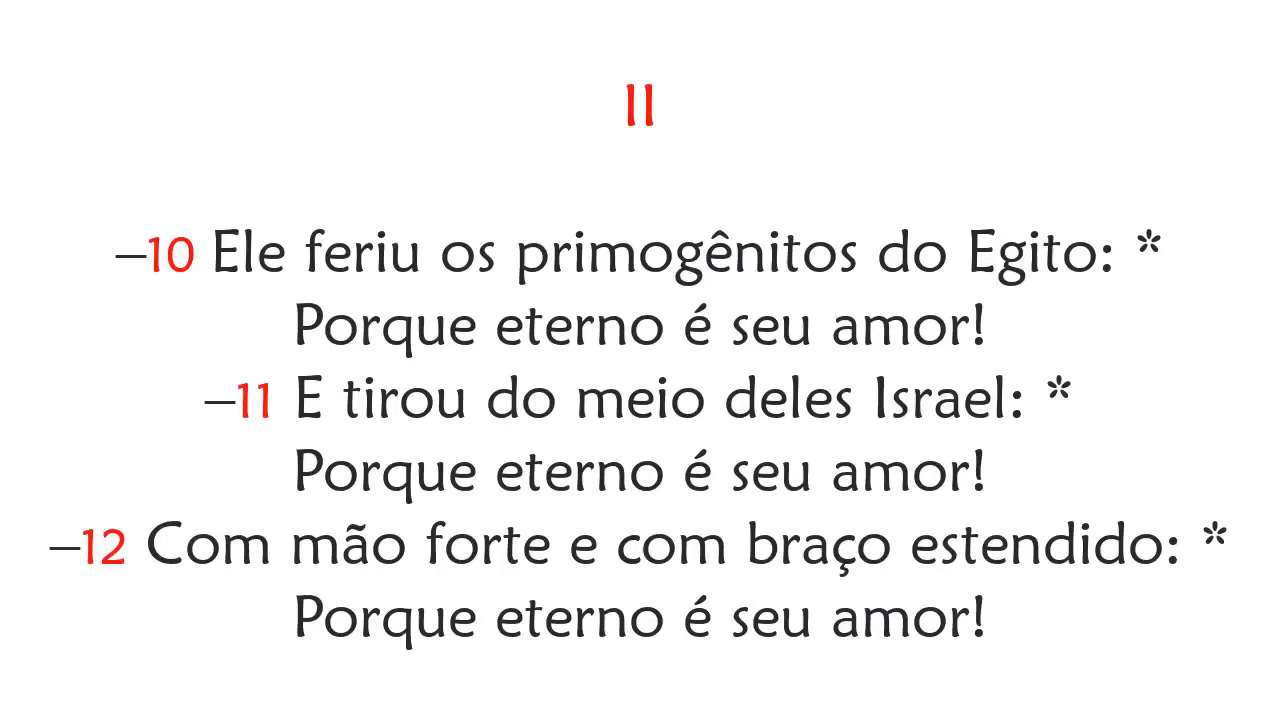 II
–10 Ele feriu os primogênitos do Egito: *
Porque eterno é seu amor!
–11 E tirou do meio deles Israel: *
Porque eterno é seu amor!
–12 Com mão forte e com braço estendido: *
Porque eterno é seu amor!